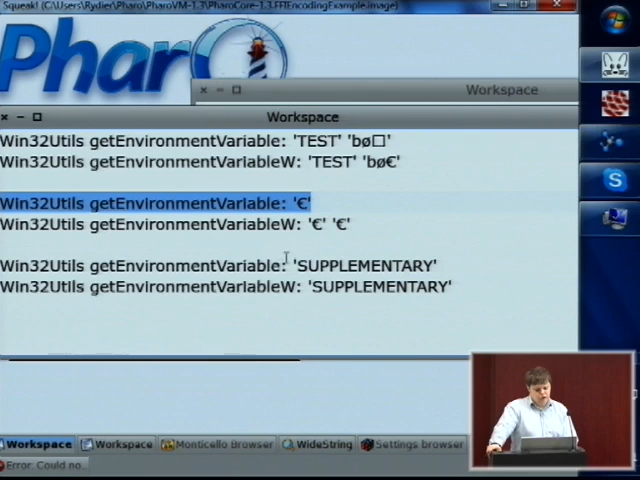 Squeak! (C:\Users\Rydier\Pharo\PharoVM-1.3\PharoCore-1.3.FFIEncodingExample.image)
Pharo
Workspace
Workspace
Win32Utils getEnvironmentVariable: 'TEST' 'bø□'
Win32Utils getEnvironmentVariableW: 'TEST' 'bø€'
Win32Utils getEnvironmentVariable: '€'
Win32Utils getEnvironmentVariableW: '€' '€'
Win32Utils getEnvironmentVariable: 'SUPPLEMENTARY'
Win32Utils getEnvironmentVariableW: 'SUPPLEMENTARY'
Workspace
Workspace
Monticello Browser
WideString
Settings browser
Error: Could no...